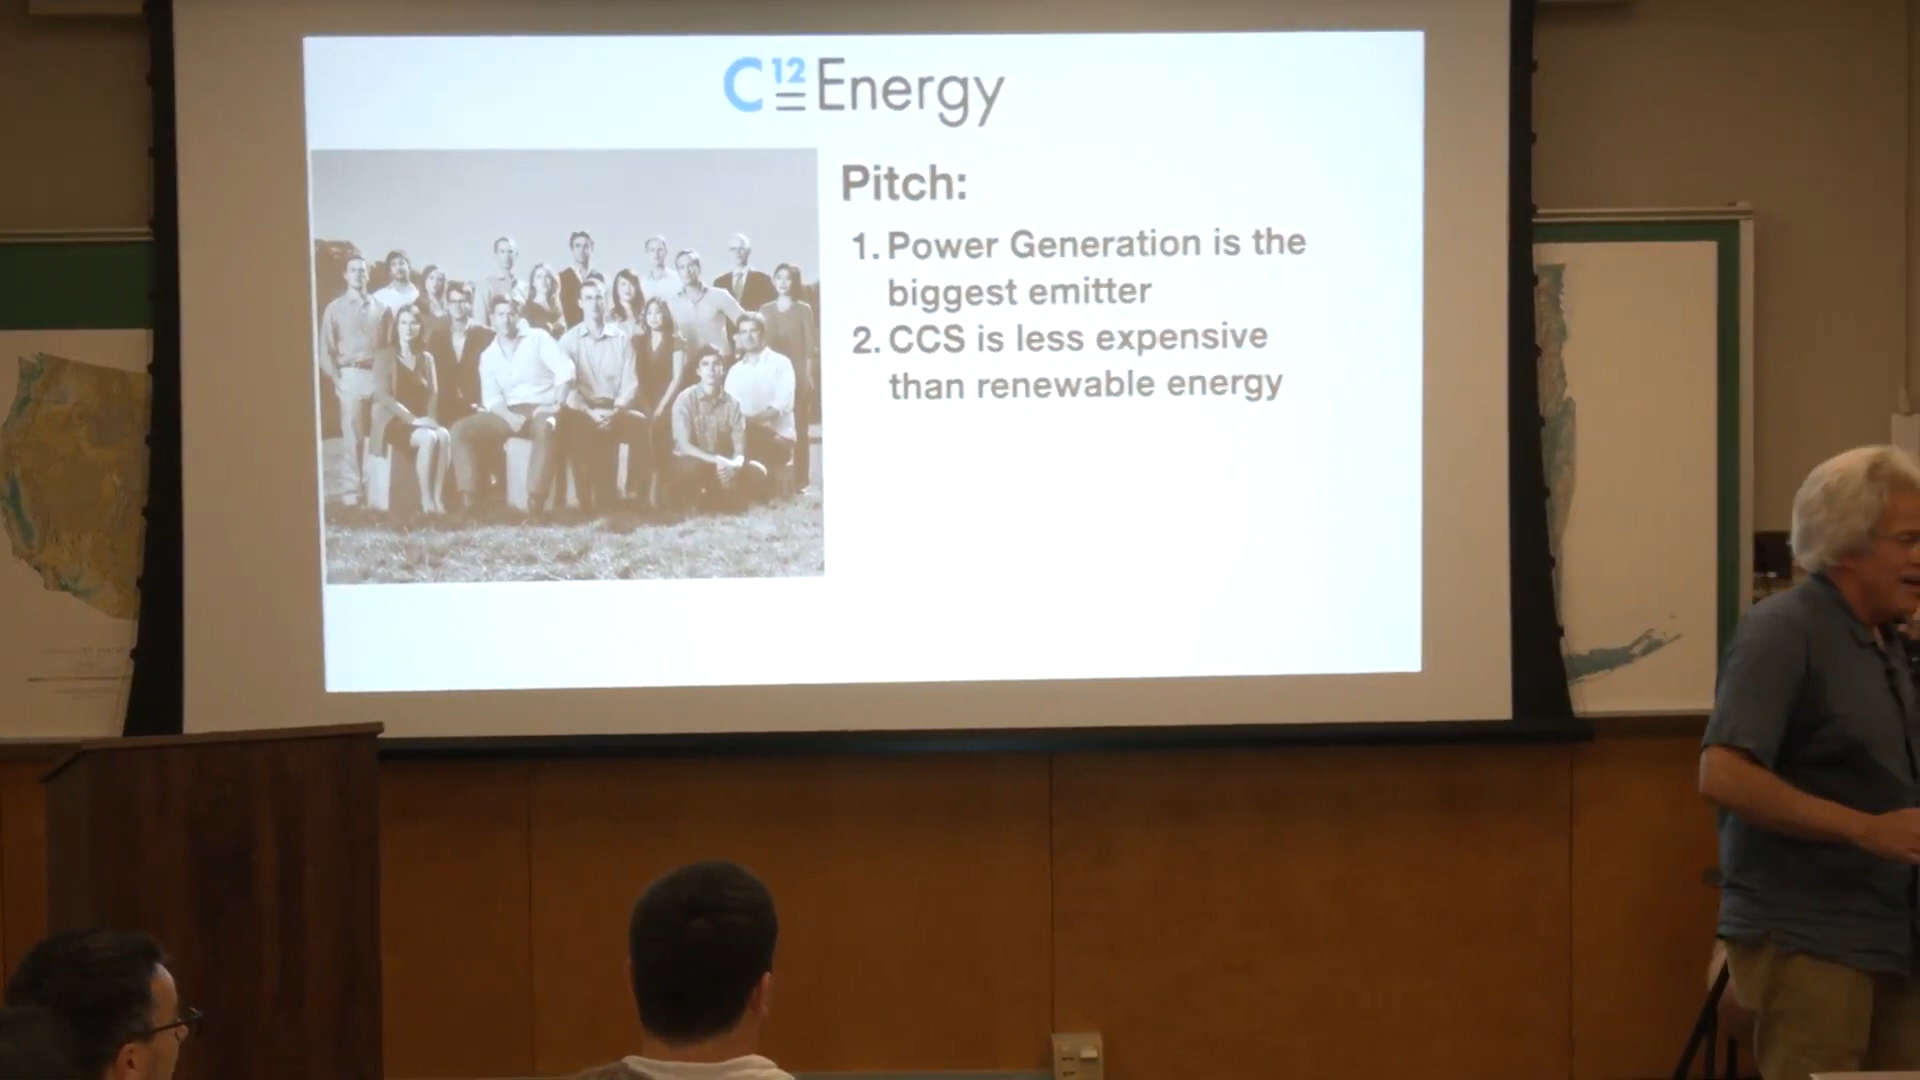 C12 Energy
Pitch:
1. Power Generation is the
biggest emitter
2. CCS is less expensive
than renewable energy